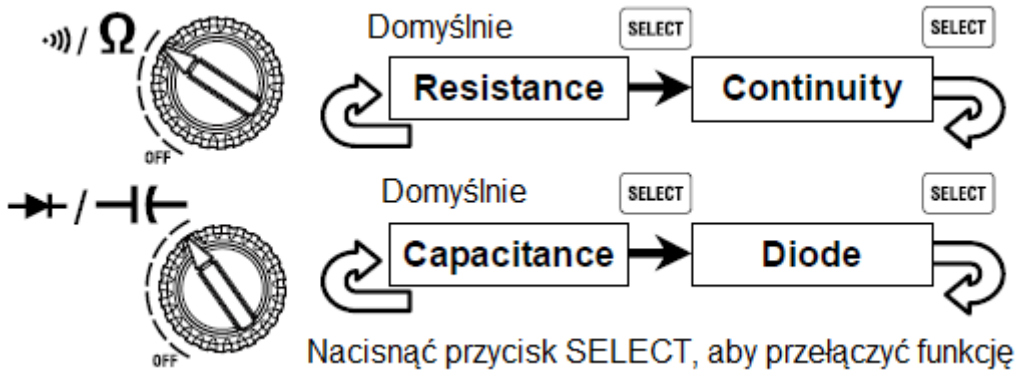 Domyślnie SELECT SELECT
·))) / Ω Resistance Continuity
OFF
Domyślnie SELECT SELECT
/ Capacitance Diode
OFF
Nacisnąć przycisk SELECT, aby przełączyć funkcję